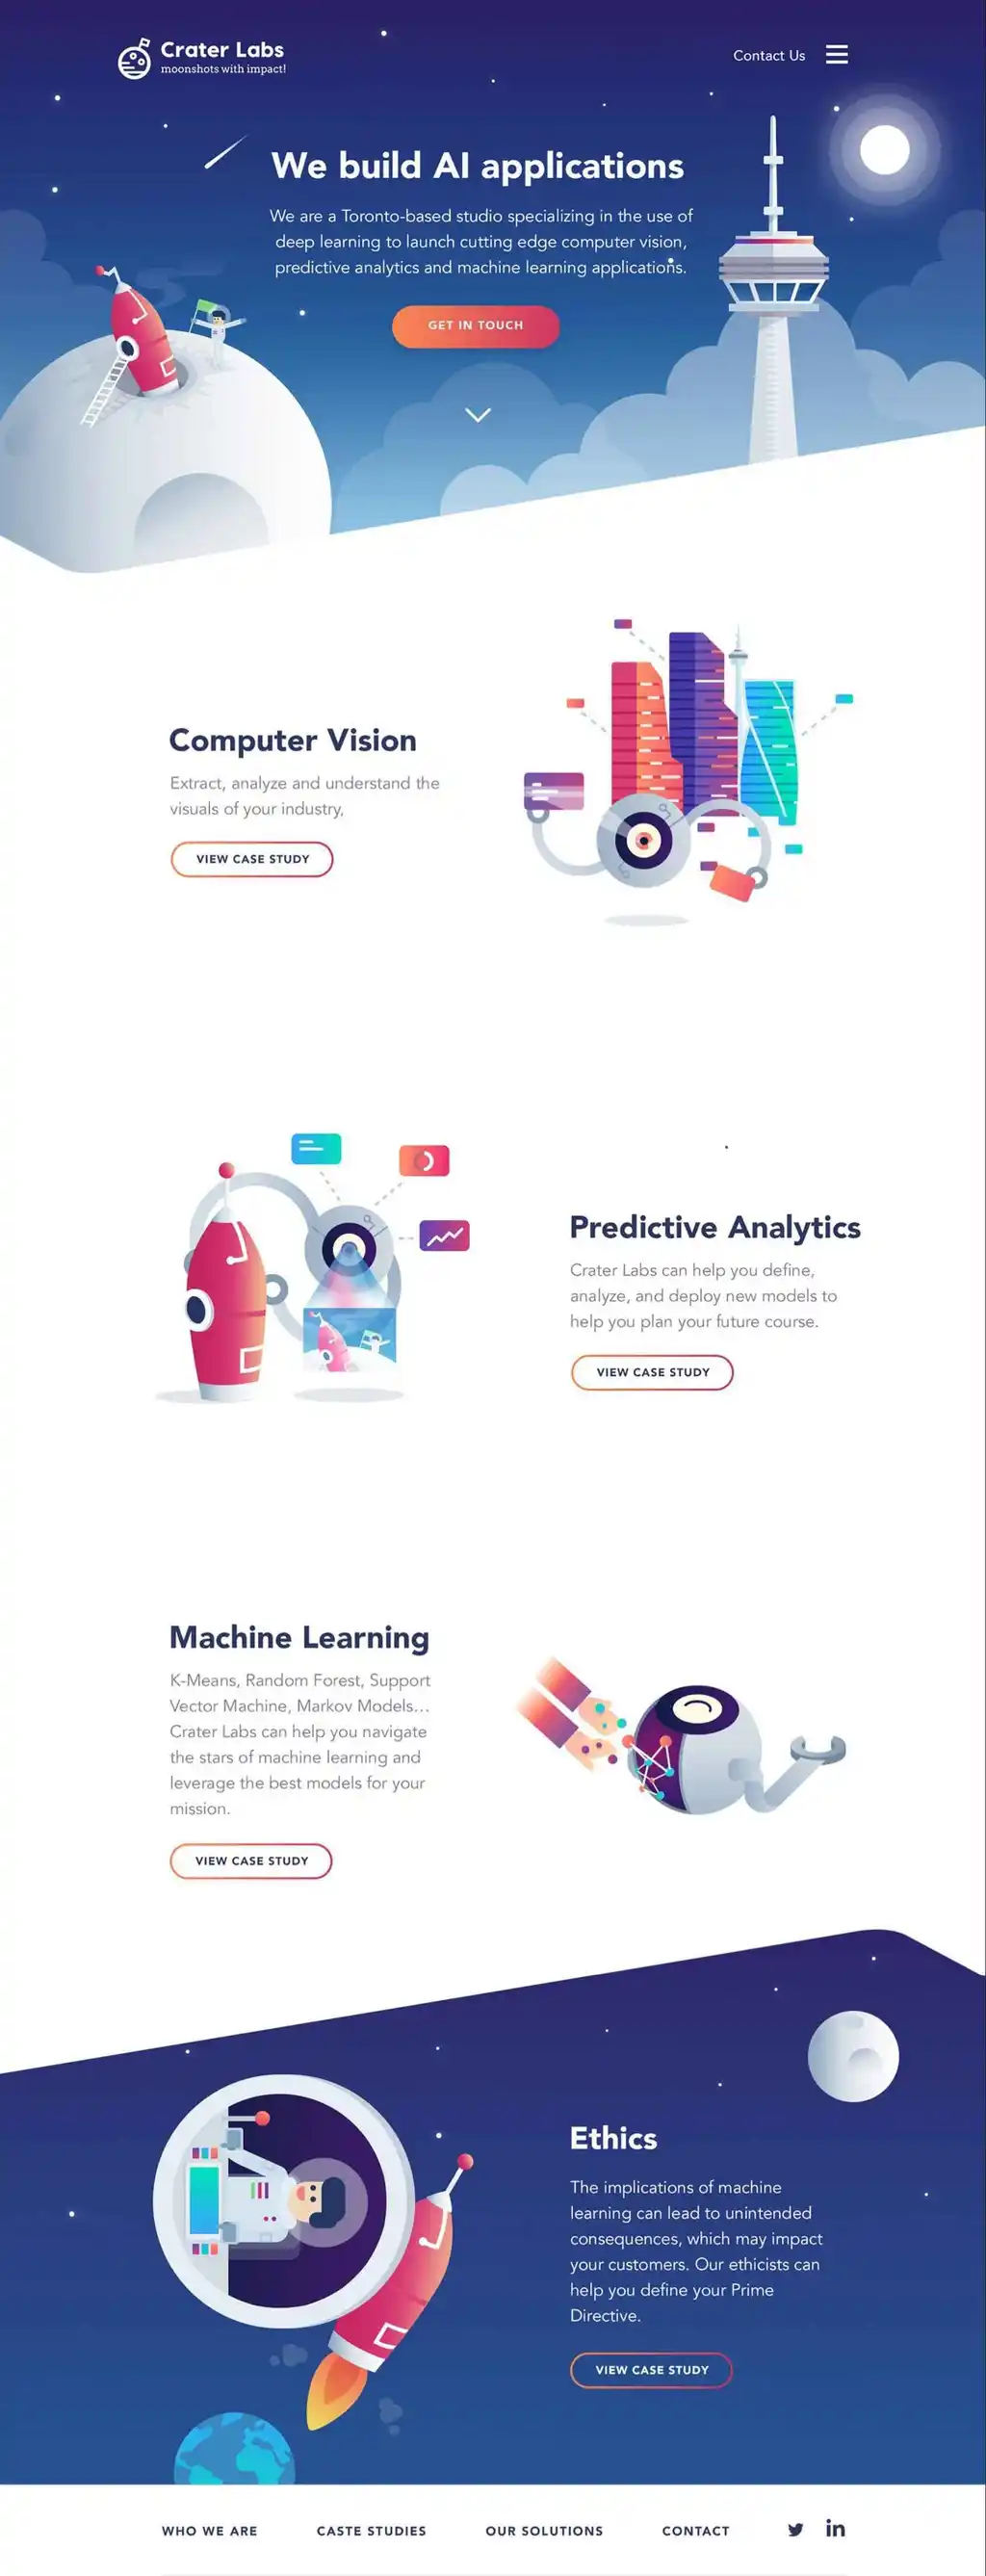 Crater Labs
moonshots with impact!
Contact Us
We build AI applications
We are a Toronto-based studio specializing in the use of
deep learning to launch cutting edge computer vision,
predictive analytics and machine learning applications.
GET IN TOUCH
Computer Vision
Extract, analyze and understand the
visuals of your industry,
VIEW CASE STUDY
Predictive Analytics
Crater Labs can help you define,
analyze, and deploy new models to
help you plan your future course.
VIEW CASE STUDY
Machine Learning
K-Means, Random Forest, Support
Vector Machine, Markov Models...
Crater Labs can help you navigate
the stars of machine learning and
leverage the best models for your
mission.
VIEW CASE STUDY
Ethics
The implications of machine
learning can lead to unintended
consequences, which may impact
your customers. Our ethicists can
help you define your Prime
Directive.
VIEW CASE STUDY
WHO WE ARE CASTE STUDIES OUR SOLUTIONS CONTACT in